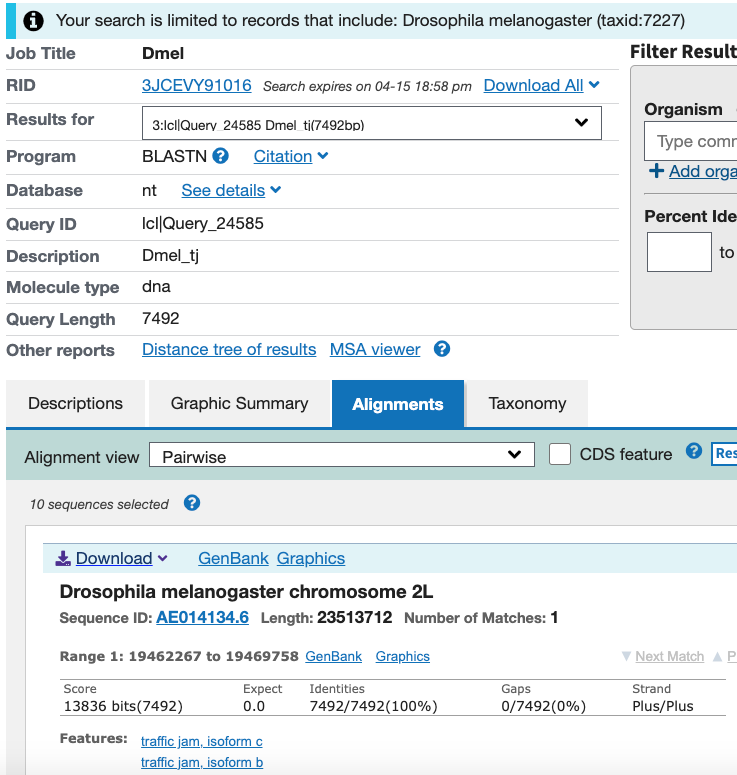 Your search is limited to records that include: Drosophila melanogaster (taxid:7227)
Job Title Dmel
RID 3JCEVY91016 Search expires on 04-15 18:58 pm Download All
Results for 3:lcl|Query_24585 Dmel_tj(7492bp)
Program BLASTN ? Citation
Database nt See details
Query ID lcl|Query_24585
Description Dmel_tj
Molecule type dna
Query Length 7492
Other reports Distance tree of results MSA viewer ?
Filter Result
Organism
Type comm
+ Add orga
Percent Ide
to
Descriptions Graphic Summary Alignments Taxonomy
Alignment view Pairwise CDS feature ? Res
10 sequences selected ?
Download GenBank Graphics
Drosophila melanogaster chromosome 2L
Sequence ID: AE014134.6 Length: 23513712 Number of Matches: 1
Range 1: 19462267 to 19469758 GenBank Graphics ▼ Next Match ▲ P
Score Expect Identities Gaps Strand
13836 bits(7492) 0.0 7492/7492(100%) 0/7492(0%) Plus/Plus
Features: traffic jam, isoform c
traffic jam, isoform b